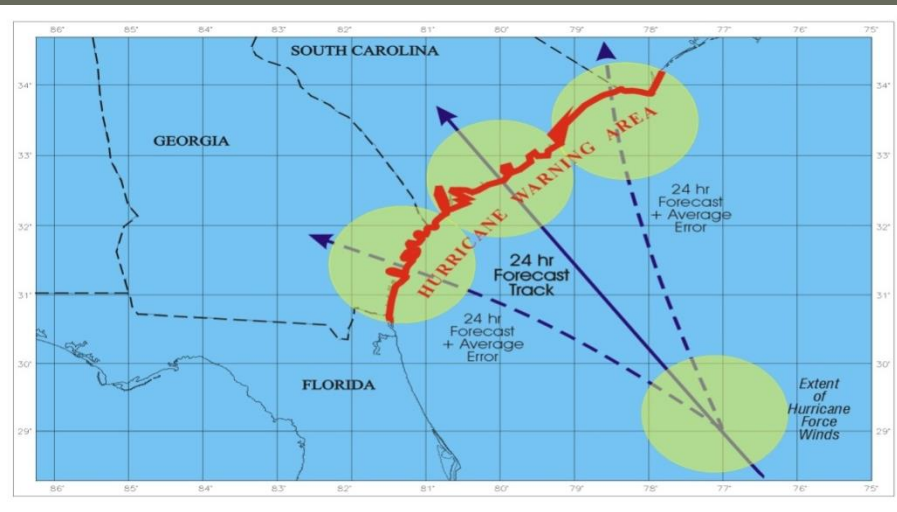 86° 85° 84° 83° 82° 81° 80° 79° 78° 77° 76° 75°
SOUTH CAROLINA
34° 34°
GEORGIA
33° 33°
HURRICANE WARNING AREA
24 hr
Forecast
+ Average
Error
32° 32°
24 hr
Forecast
Track
31° 31°
24 hr
Forecast
+ Average
Error
30° 30°
FLORIDA
Extent
of
Hurricane
Force
Winds
29° 29°
86° 85° 84° 83° 82° 81° 80° 79° 78° 77° 76° 75°